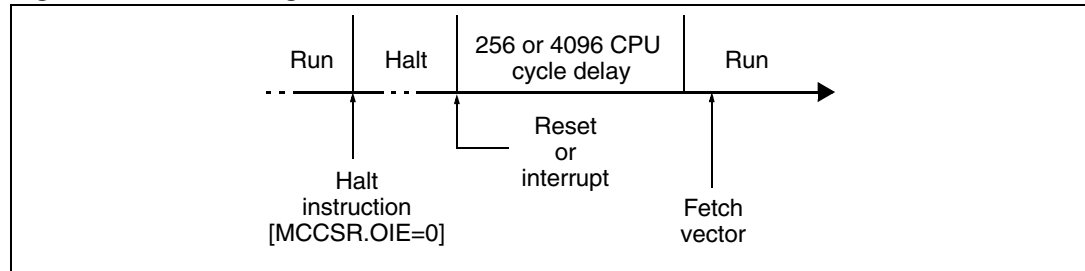 Run
Halt
256 or 4096 CPU
cycle delay
Run
Reset
or
interrupt
Halt
instruction
[MCCSR.OIE=0]
Fetch
vector